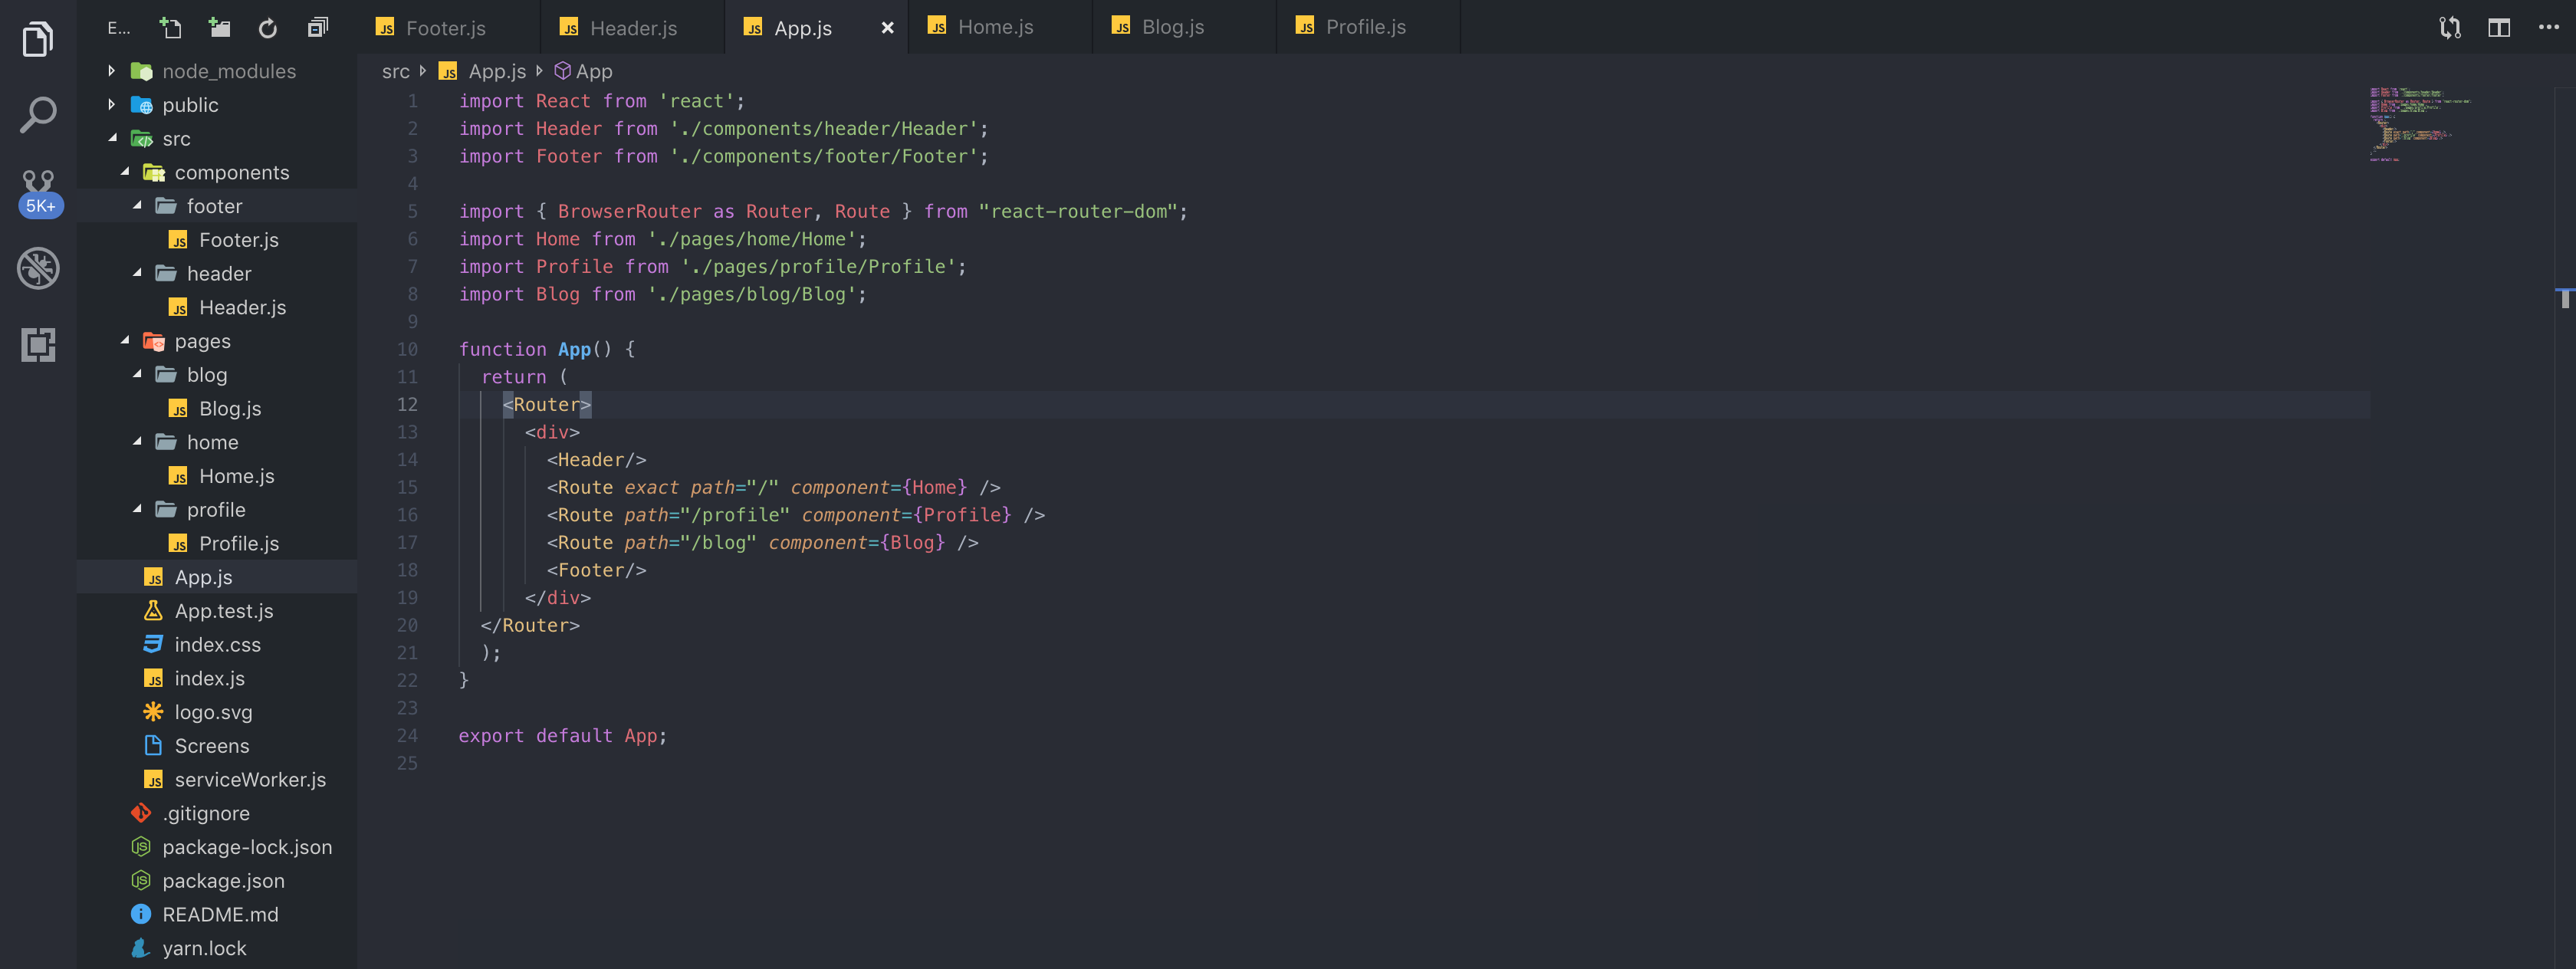 E...
Footer.js
Header.js
App.js
Home.js
Blog.js
Profile.js
node_modules
public
src
components
footer
Footer.js
header
Header.js
pages
blog
Blog.js
home
Home.js
profile
Profile.js
App.js
App.test.js
index.css
index.js
logo.svg
Screens
serviceWorker.js
.gitignore
package-lock.json
package.json
README.md
yarn.lock
5K+
src App.js App
1 import React from 'react';
2 import Header from './components/header/Header';
3 import Footer from './components/footer/Footer';
4
5 import { BrowserRouter as Router, Route } from "react-router-dom";
6 import Home from './pages/home/Home';
7 import Profile from './pages/profile/Profile';
8 import Blog from './pages/blog/Blog';
9
10 function App() {
11 return (
12 <Router>
13 <div>
14 <Header/>
15 <Route exact path="/" component={Home} />
16 <Route path="/profile" component={Profile} />
17 <Route path="/blog" component={Blog} />
18 <Footer/>
19 </div>
20 </Router>
21 );
22 }
23
24 export default App;
25